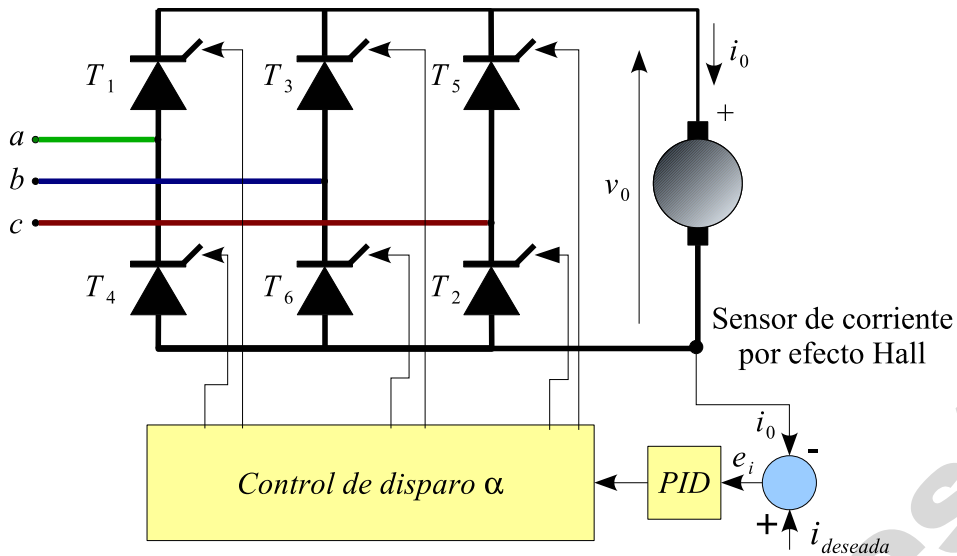 T₁
T₃
T₅
i₀
+
a
b
c
v₀
T₄
T₆
T₂
Sensor de corriente
por efecto Hall
i₀
-
eᵢ
Control de disparo α
PID
+
i_deseada